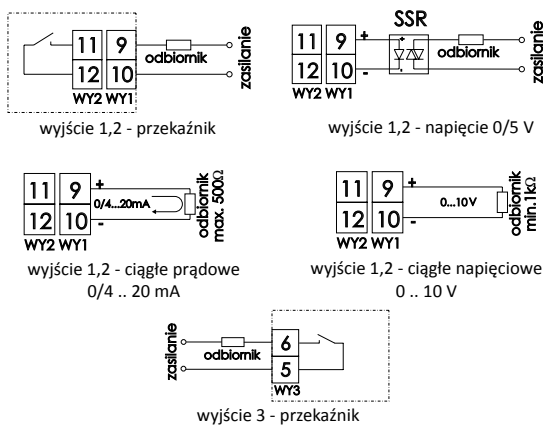 11 9
odbiornik
zasilanie
12 10
WY2 WY1
wyjście 1,2 - przekaźnik
SSR
11 9 +
odbiornik
zasilanie
12 10 -
WY2 WY1
wyjście 1,2 - napięcie 0/5 V
11 9 +
0/4...20mA
odbiornik
max. 500Ω
12 10 -
WY2 WY1
wyjście 1,2 - ciągłe prądowe
0/4 .. 20 mA
11 9 +
0...10V
odbiornik
min.1kΩ
12 10 -
WY2 WY1
wyjście 1,2 - ciągłe napięciowe
0 .. 10 V
zasilanie
odbiornik
6
5
WY3
wyjście 3 - przekaźnik